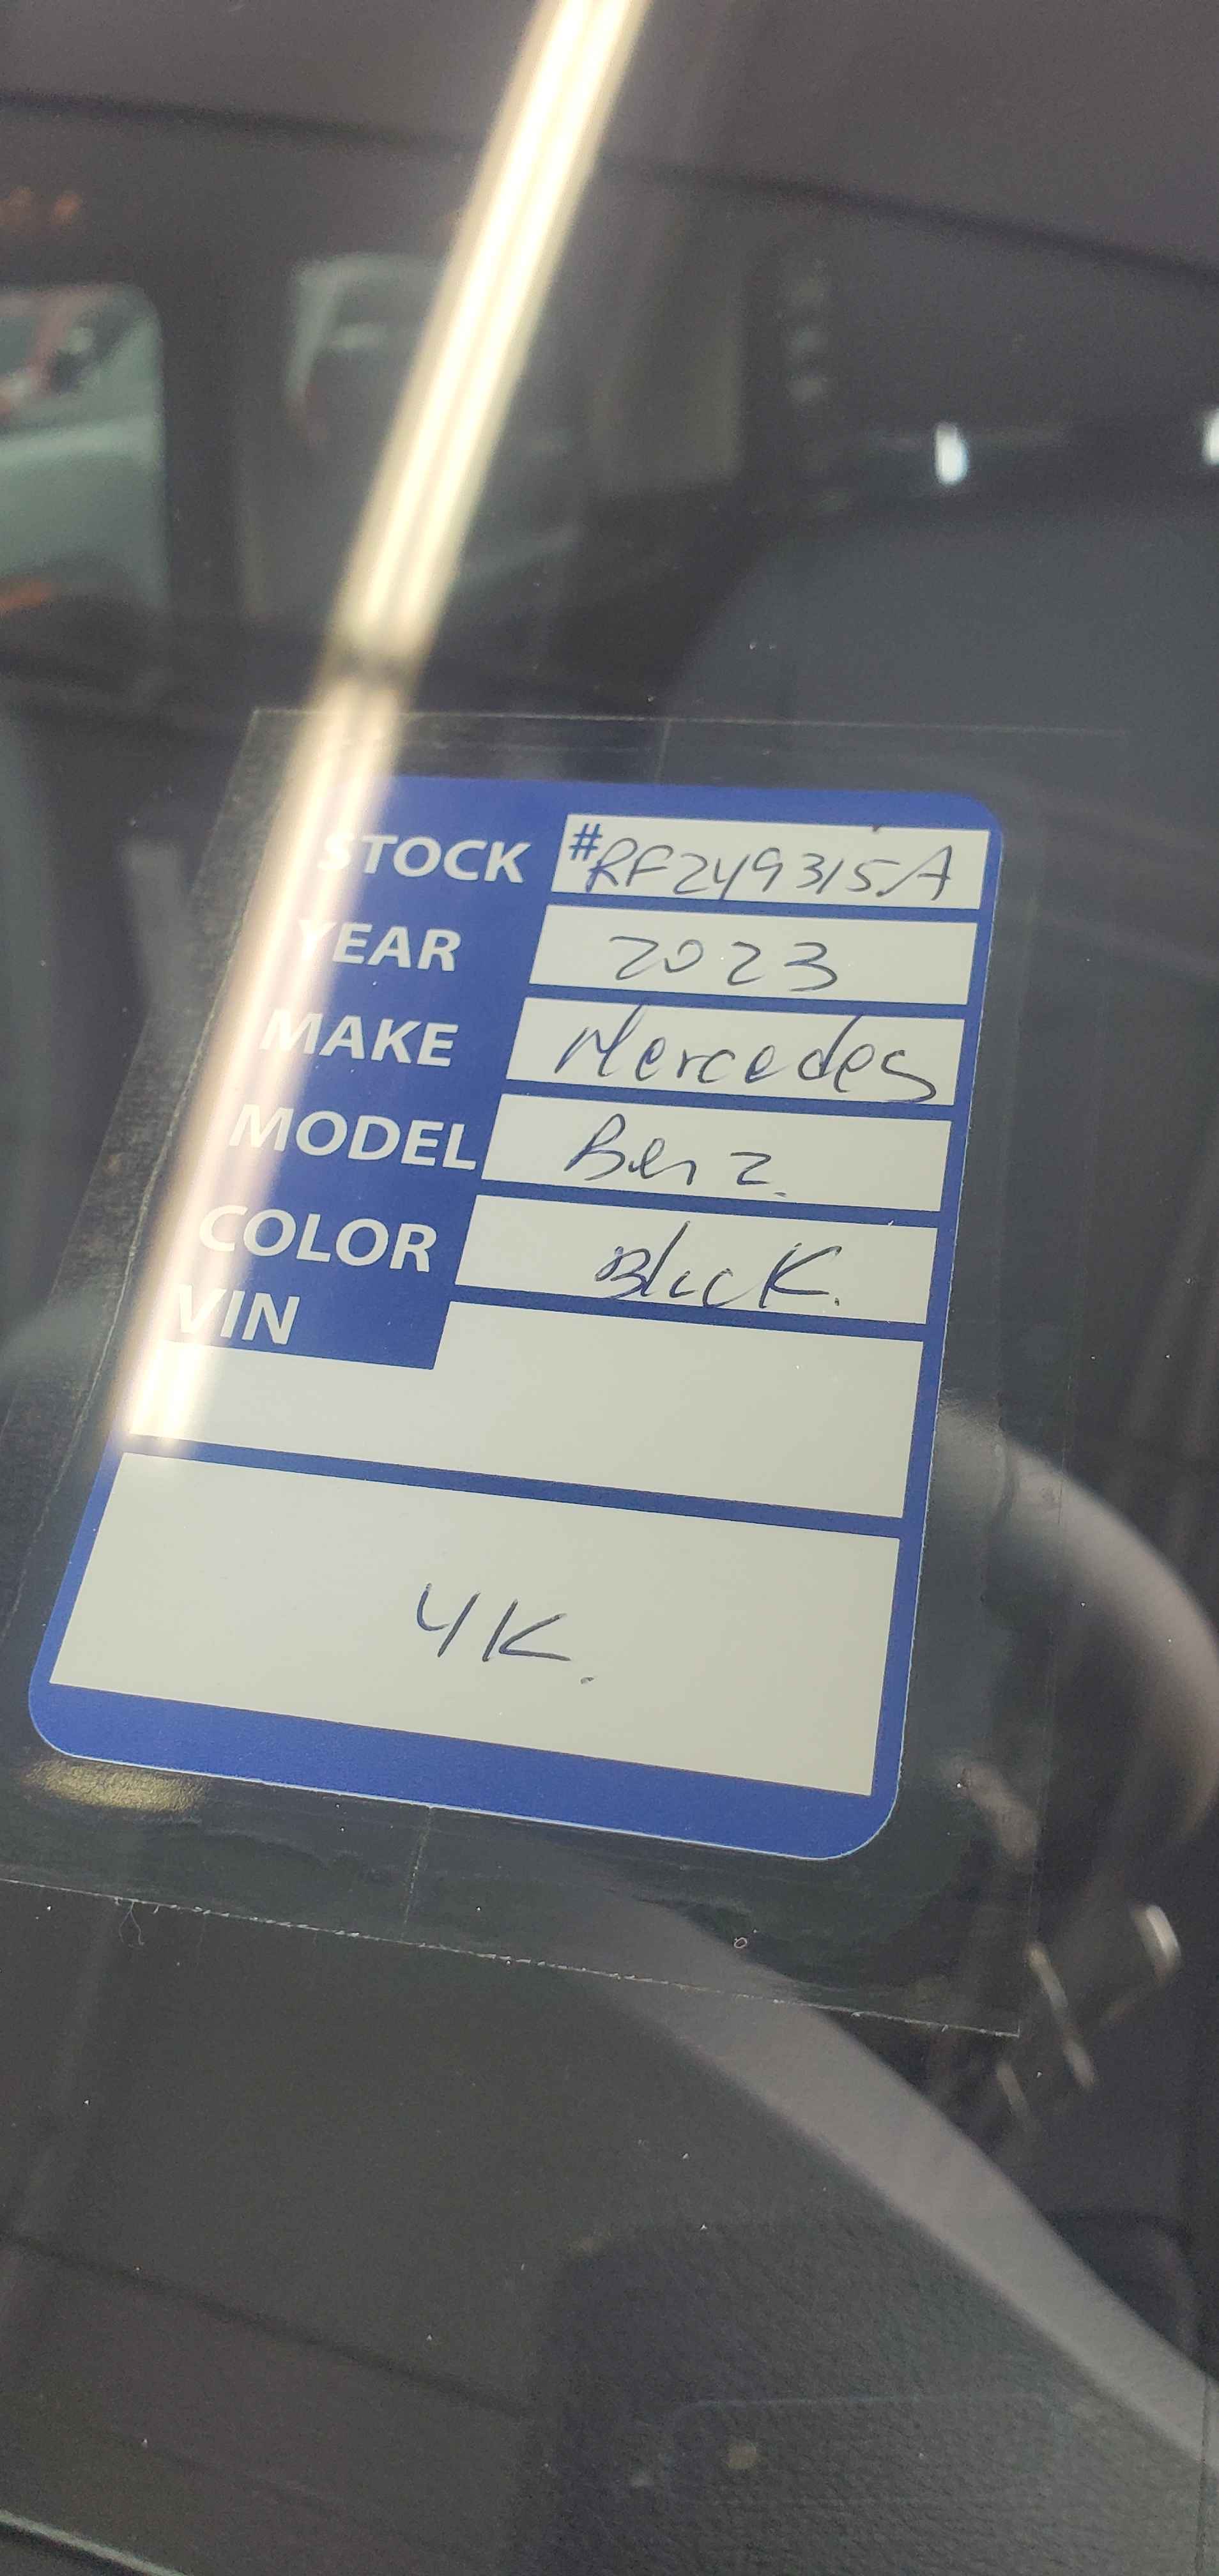 STOCK #RF249315A
YEAR 2023
MAKE Mercedes
MODEL Benz.
COLOR Black.
VIN
4K.